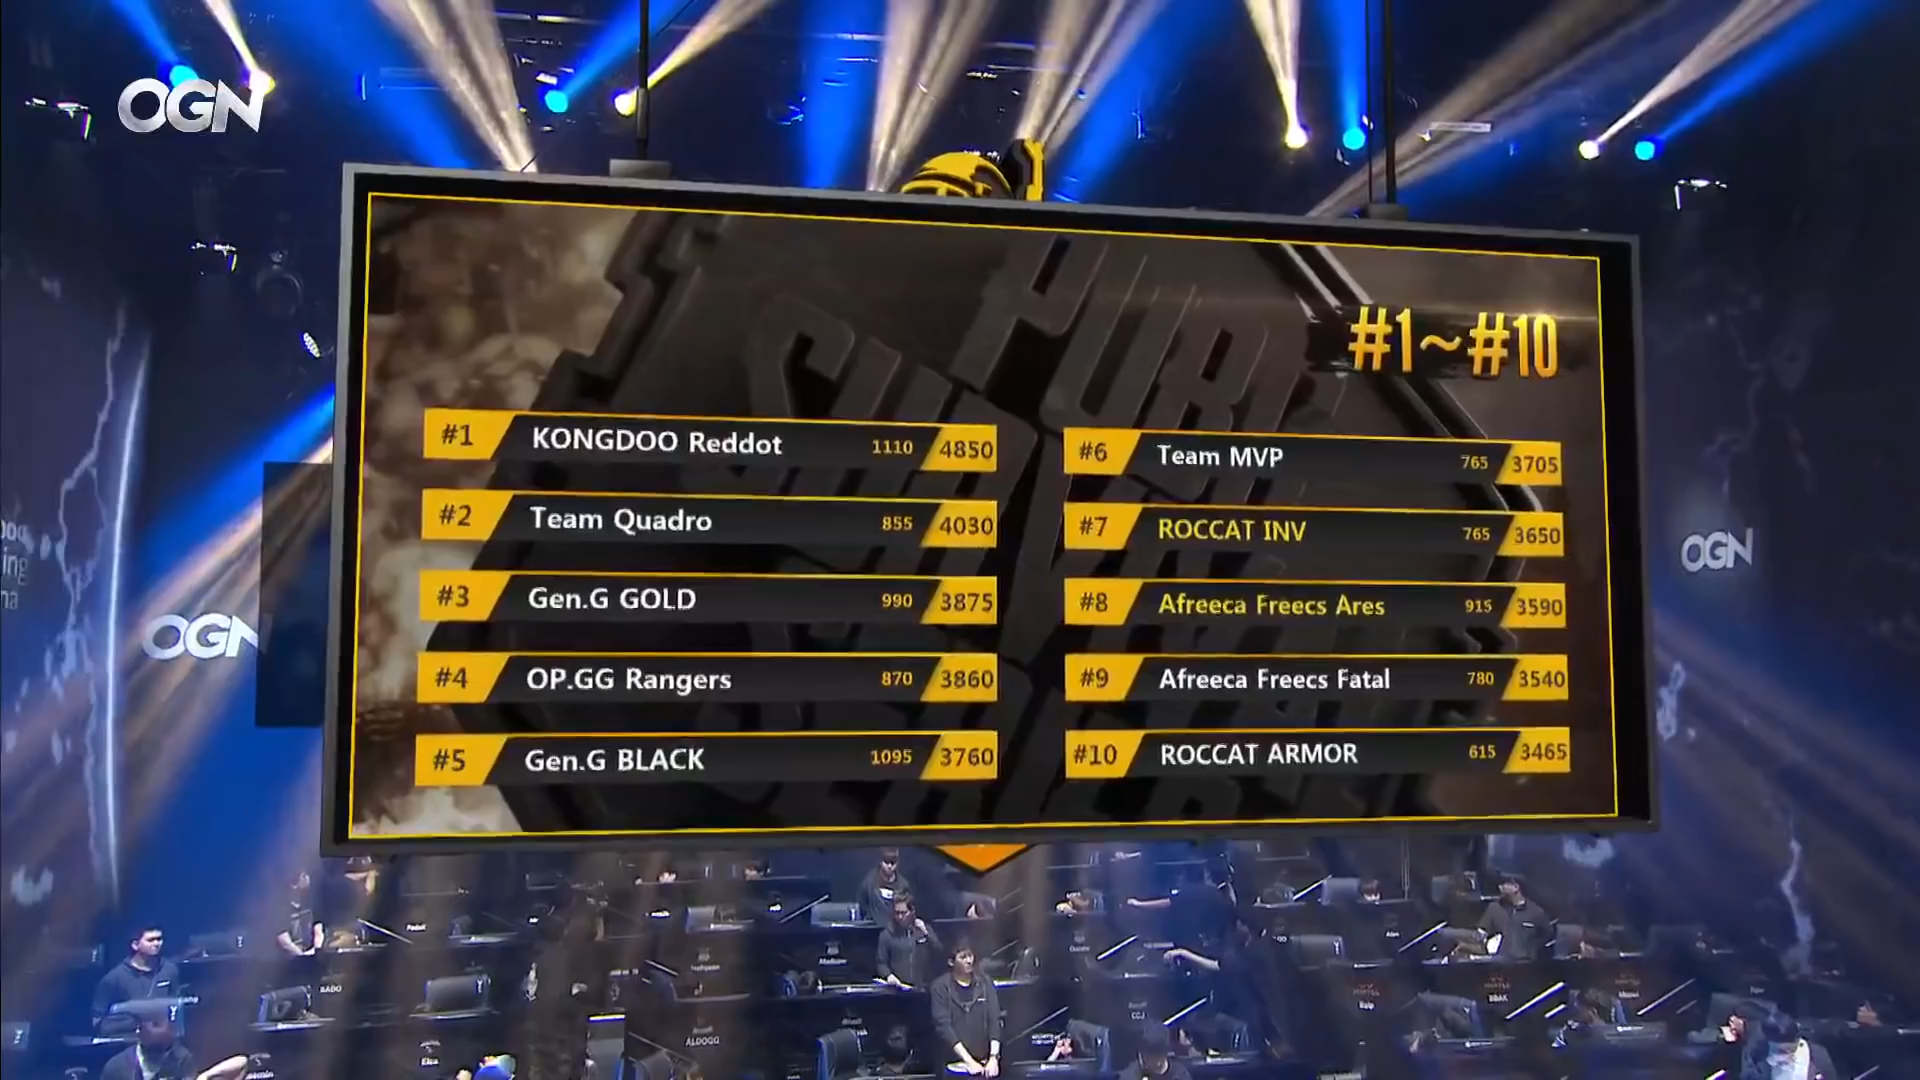 OGN
#1~#10
#1 KONGDOO Reddot 1110 4850
#2 Team Quadro 855 4030
#3 Gen.G GOLD 990 3875
#4 OP.GG Rangers 870 3860
#5 Gen.G BLACK 1095 3760
#6 Team MVP 765 3705
#7 ROCCAT INV 765 3650
#8 Afreeca Freecs Ares 915 3590
#9 Afreeca Freecs Fatal 780 3540
#10 ROCCAT ARMOR 615 3465
PUBG
OGN
OGN
ALDOGG